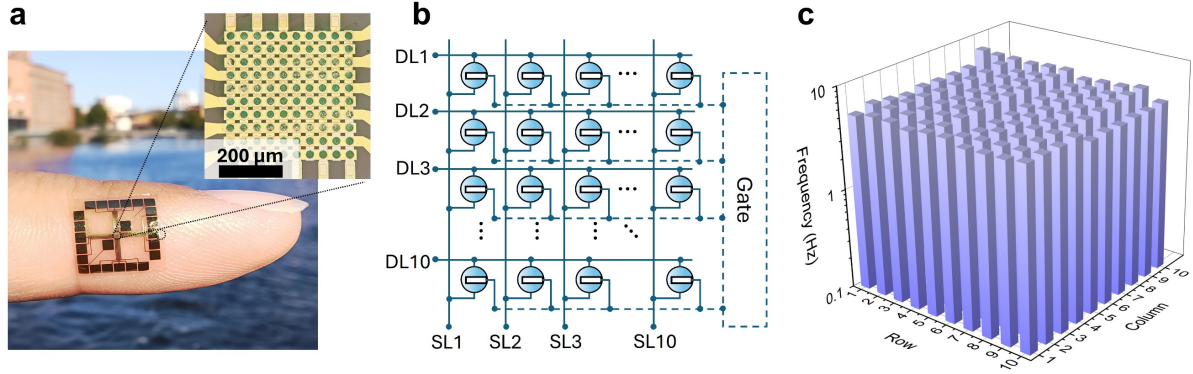 a
200 µm
b
DL1
DL2
DL3
DL10
SL1 SL2 SL3 SL10
Gate
c
Frequency (Hz)
10
1
0.1
1 2 3 4 5 6 7 8 9 10
Row
1 2 3 4 5 6 7 8 9 10
Column